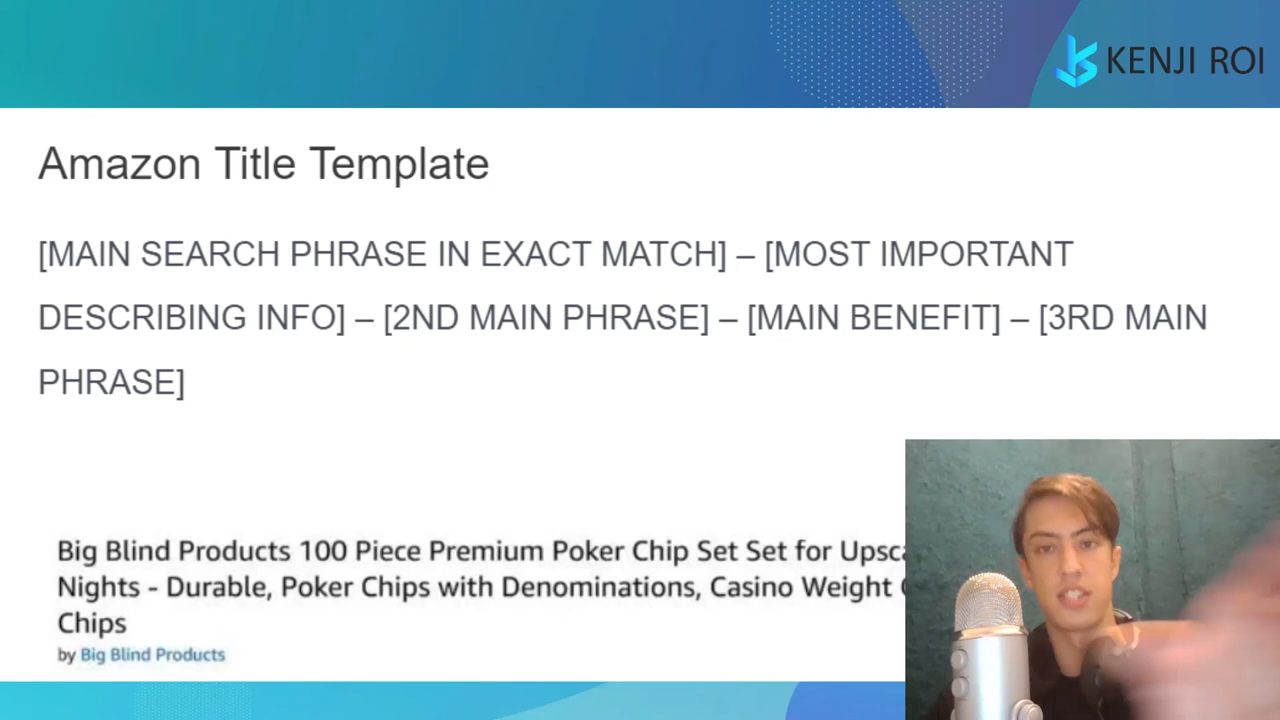 KENJI ROI
Amazon Title Template
[MAIN SEARCH PHRASE IN EXACT MATCH] – [MOST IMPORTANT
DESCRIBING INFO] – [2ND MAIN PHRASE] – [MAIN BENEFIT] – [3RD MAIN
PHRASE]
Big Blind Products 100 Piece Premium Poker Chip Set Set for
Nights - Durable, Poker Chips with Denominations, Casino Weight
Chips
by Big Blind Products